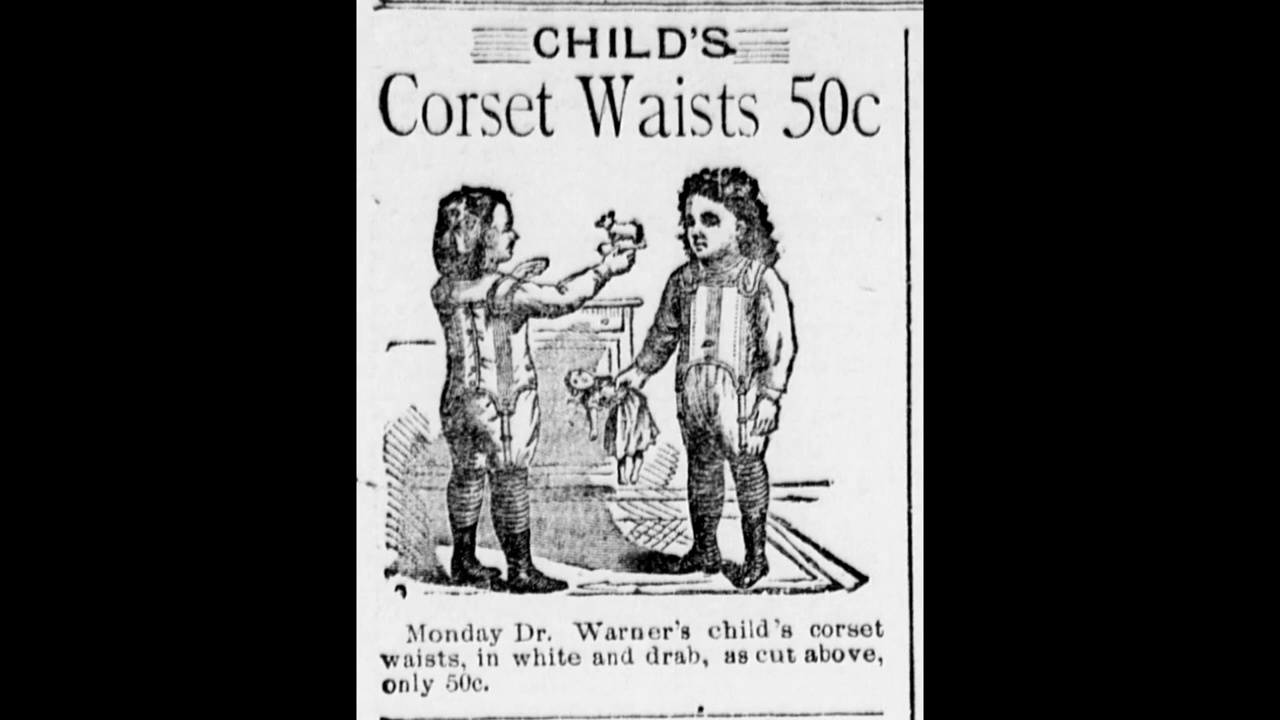 CHILD'S
Corset Waists 50c
Monday Dr. Warner's child's corset
waists, in white and drab, as cut above,
only 50c.